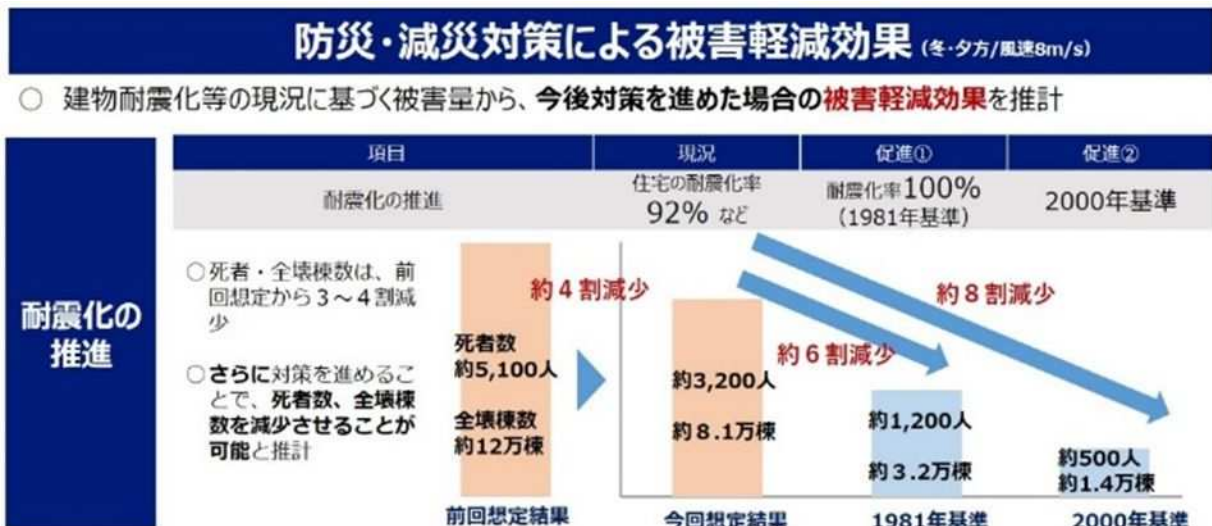 防災・減災対策による被害軽減効果 (冬・夕方/風速8m/s)
○ 建物耐震化等の現況に基づく被害量から、今後対策を進めた場合の被害軽減効果を推計
項目 現況 促進① 促進②
耐震化の推進
住宅の耐震化率
92% など
耐震化率100%
(1981年基準)
2000年基準
耐震化の
推進
○死者・全壊棟数は、前
回想定から3~4割減
少
○さらに対策を進めるこ
とで、死者数、全壊棟
数を減少させることが
可能と推計
死者数
約5,100人
全壊棟数
約12万棟
前回想定結果
約4割減少
約3,200人
約8.1万棟
今回想定結果
約6割減少
約1,200人
約3.2万棟
1981年基準
約8割減少
約500人
約1.4万棟
2000年基準